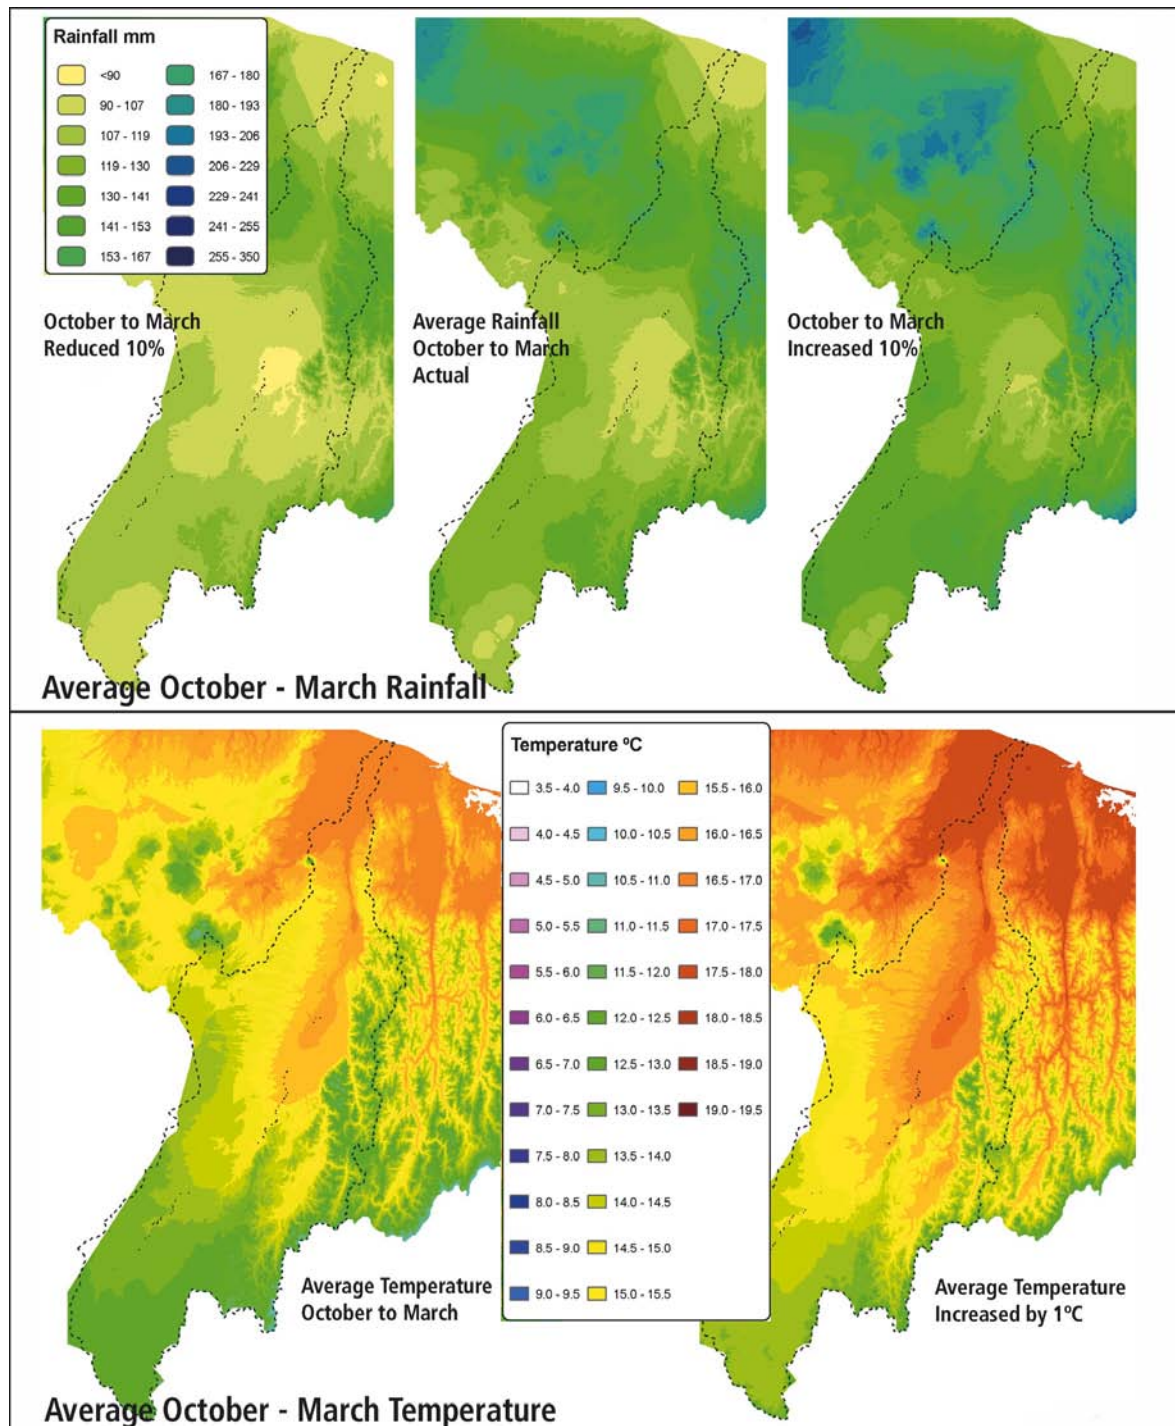 Rainfall mm
<90
90 - 107
107 - 119
119 - 130
130 - 141
141 - 153
153 - 167
167 - 180
180 - 193
193 - 206
206 - 229
229 - 241
241 - 255
255 - 350
October to March
Reduced 10%
Average Rainfall
October to March
Actual
October to March
Increased 10%
Average October - March Rainfall
Temperature ºC
3.5 - 4.0
4.0 - 4.5
4.5 - 5.0
5.0 - 5.5
5.5 - 6.0
6.0 - 6.5
6.5 - 7.0
7.0 - 7.5
7.5 - 8.0
8.0 - 8.5
8.5 - 9.0
9.0 - 9.5
9.5 - 10.0
10.0 - 10.5
10.5 - 11.0
11.0 - 11.5
11.5 - 12.0
12.0 - 12.5
12.5 - 13.0
13.0 - 13.5
13.5 - 14.0
14.0 - 14.5
14.5 - 15.0
15.0 - 15.5
15.5 - 16.0
16.0 - 16.5
16.5 - 17.0
17.0 - 17.5
17.5 - 18.0
18.0 - 18.5
18.5 - 19.0
19.0 - 19.5
Average Temperature
October to March
Average Temperature
Increased by 1ºC
Average October - March Temperature